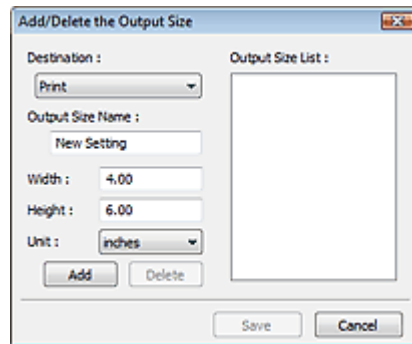 Add/Delete the Output Size
Destination :
Print
Output Size Name :
New Setting
Width :
4.00
Height :
6.00
Unit :
inches
Add
Delete
Output Size List :
Save
Cancel